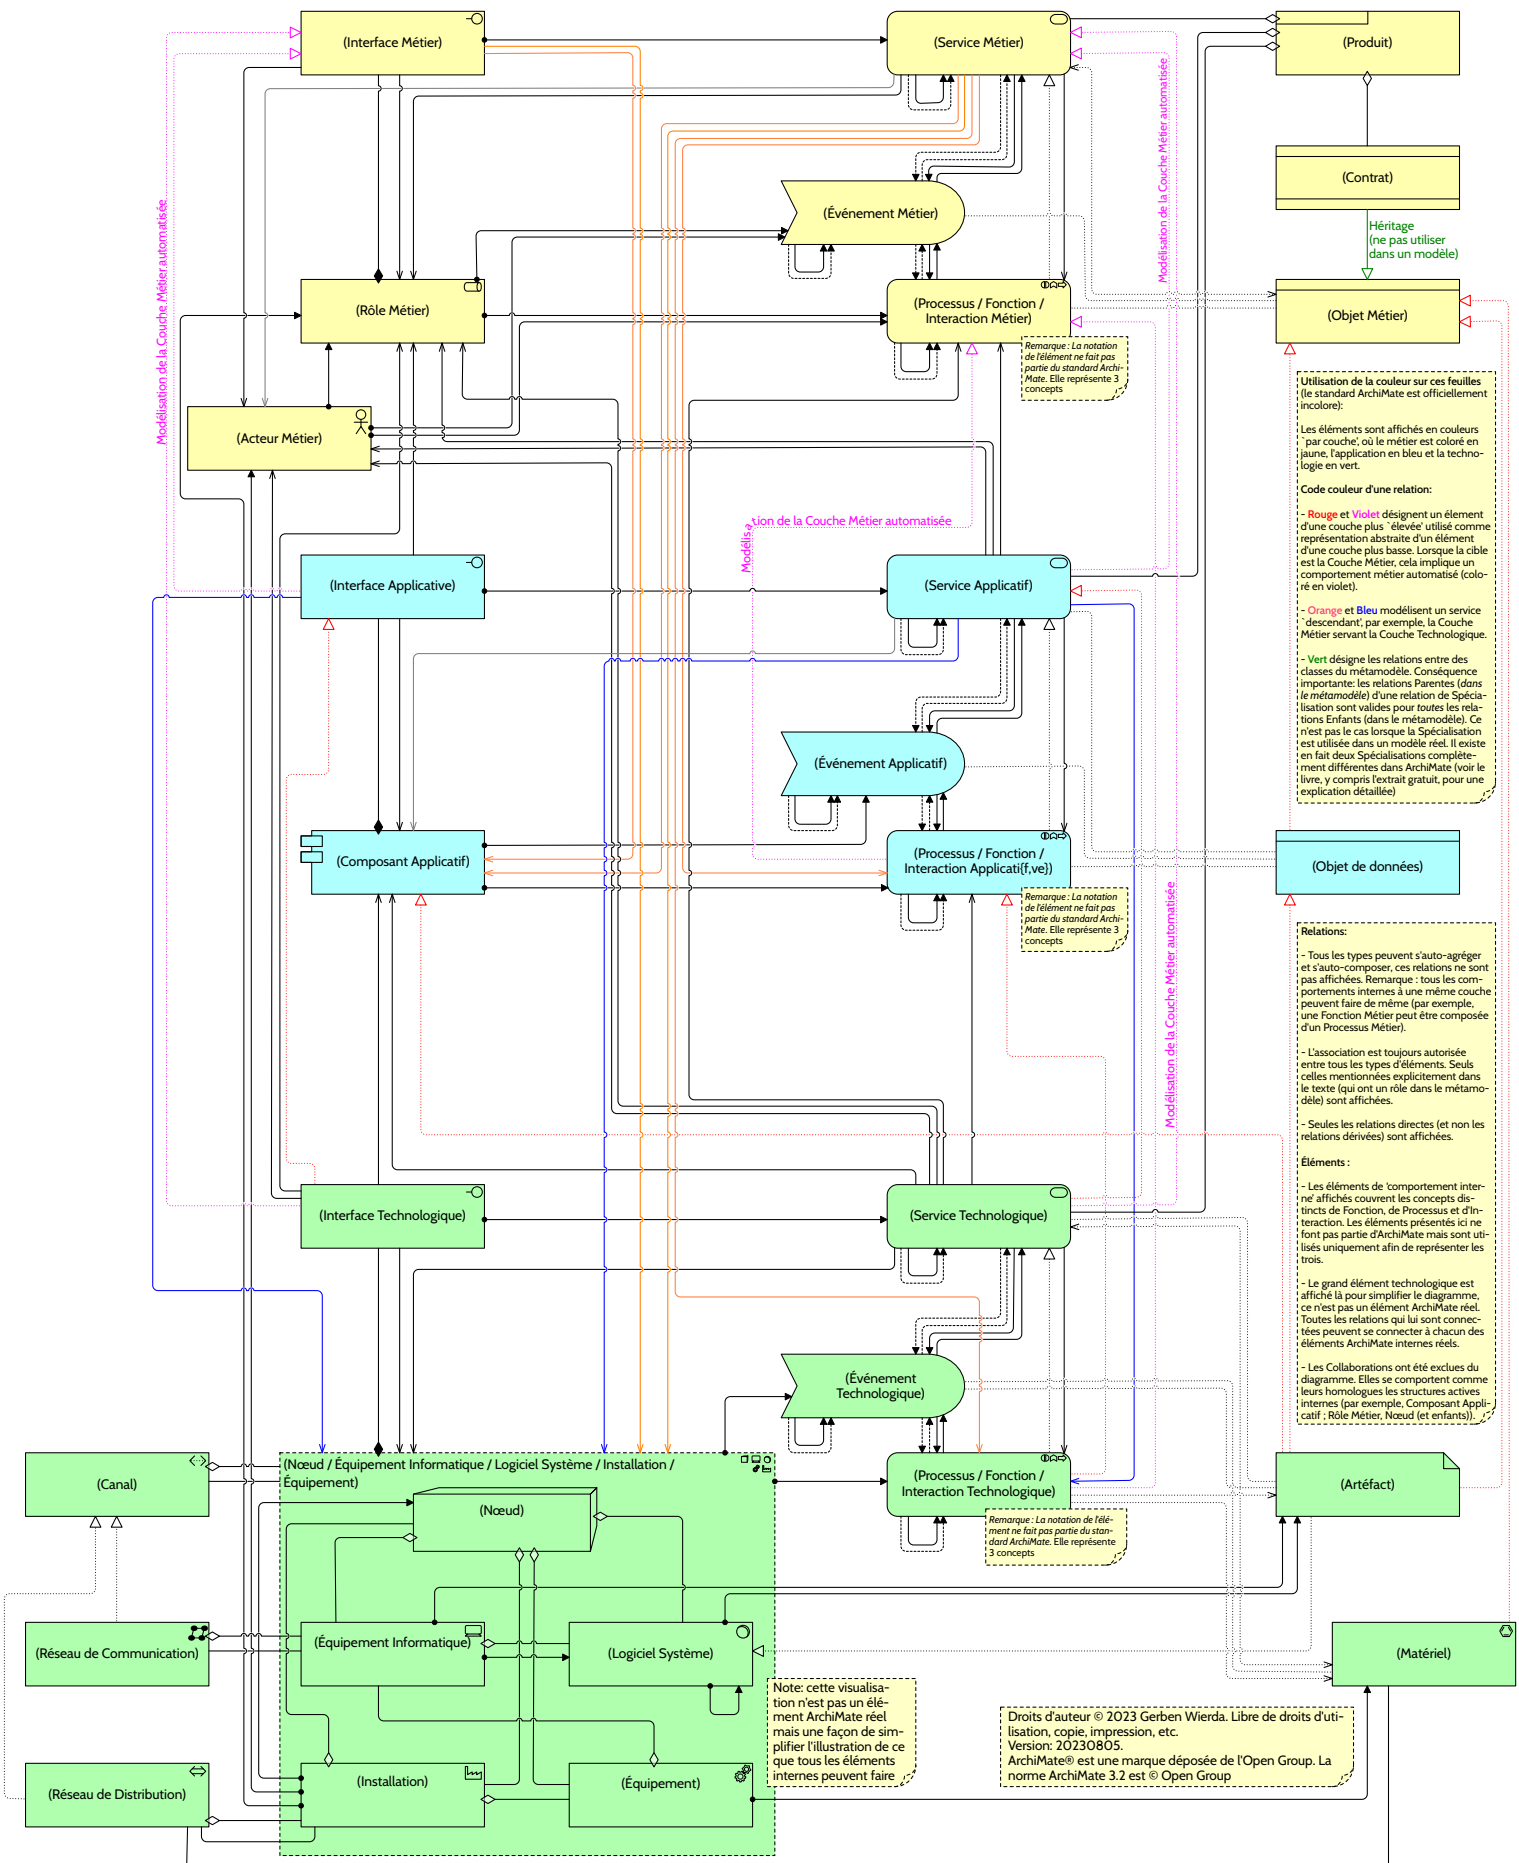 (Interface Métier)
(Service Métier)
(Produit)
(Contrat)
Héritage
(ne pas utiliser
dans un modèle)
Modélisation de la Couche Métier automatisée
Modélisation de la Couche Métier automatisée
(Événement Métier)
(Rôle Métier)
(Processus / Fonction /
Interaction Métier)
(Objet Métier)
Remarque : La notation
de l'élément ne fait pas
partie du standard Archi-
Mate. Elle représente 3
concepts
(Acteur Métier)
Utilisation de la couleur sur ces feuilles
(le standard ArchiMate est officiellement
incolore):
Les éléments sont affichés en couleurs
`par couche', où le métier est coloré en
jaune, l'application en bleu et la techno-
logie en vert.
Code couleur d'une relation:
- Rouge et Violet désignent un élement
d'une couche plus `élevée' utilisé comme
représentation abstraite d'un élément
d'une couche plus basse. Lorsque la cible
est la Couche Métier, cela implique un
comportement métier automatisé (colo-
ré en violet).
- Orange et Bleu modélisent un service
`descendant', par exemple, la Couche
Métier servant la Couche Technologique.
- Vert désigne les relations entre des
classes du métamodèle. Conséquence
importante: les relations Parentes (dans
le métamodèle) d'une relation de Spécia-
lisation sont valides pour toutes les rela-
tions Enfants (dans le métamodèle). Ce
n'est pas le cas lorsque la Spécialisation
est utilisée dans un modèle réel. Il existe
en fait deux Spécialisations complète-
ment différentes dans ArchiMate (voir le
livre, y compris l'extrait gratuit, pour une
explication détaillée)
Modélisation de la Couche Métier automatisée
(Interface Applicative)
(Service Applicatif)
(Événement Applicatif)
(Composant Applicatif)
(Processus / Fonction /
Interaction Applicati{f,ve})
(Objet de données)
Remarque : La notation
de l'élément ne fait pas
partie du standard Archi-
Mate. Elle représente 3
concepts
Modélisation de la Couche Métier automatisée
Relations:
- Tous les types peuvent s'auto-agréger
et s'auto-composer, ces relations ne sont
pas affichées. Remarque : tous les com-
portements internes à une même couche
peuvent faire de même (par exemple,
une Fonction Métier peut être composée
d'un Processus Métier).
- L'association est toujours autorisée
entre tous les types d'éléments. Seuls
celles mentionnées explicitement dans
le texte (qui ont un rôle dans le métamo-
dèle) sont affichées.
- Seules les relations directes (et non les
relations dérivées) sont affichées.
Éléments :
- Les éléments de 'comportement inter-
ne' affichés couvrent les concepts dis-
tincts de Fonction, de Processus et d'In-
teraction. Les éléments présentés ici ne
font pas partie d'ArchiMate mais sont uti-
lisés uniquement afin de représenter les
trois.
- Le grand élément technologique est
affiché là pour simplifier le diagramme,
ce n'est pas un élément ArchiMate réel.
Toutes les relations qui lui sont connec-
tées peuvent se connecter à chacun des
éléments ArchiMate internes réels.
- Les Collaborations ont été exclues du
diagramme. Elles se comportent comme
leurs homologues les structures actives
internes (par exemple, Composant Appli-
catif ; Rôle Métier, Nœud (et enfants)).
(Interface Technologique)
(Service Technologique)
(Événement
Technologique)
(Canal)
(Nœud / Équipement Informatique / Logiciel Système / Installation /
Équipement)
(Nœud)
(Processus / Fonction /
Interaction Technologique)
(Artéfact)
Remarque : La notation de l'élé-
ment ne fait pas partie du stan-
dard ArchiMate. Elle représente
3 concepts
(Réseau de Communication)
(Équipement Informatique)
(Logiciel Système)
(Matériel)
Note: cette visualisa-
tion n'est pas un élé-
ment ArchiMate réel
mais une façon de sim-
plifier l'illustration de ce
que tous les éléments
internes peuvent faire
Droits d'auteur © 2023 Gerben Wierda. Libre de droits d'uti-
lisation, copie, impression, etc.
Version: 20230805.
ArchiMate® est une marque déposée de l'Open Group. La
norme ArchiMate 3.2 est © Open Group
(Réseau de Distribution)
(Installation)
(Équipement)